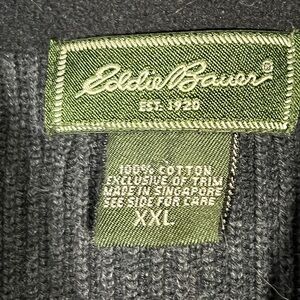 Eddie Bauer®
EST. 1920
100% COTTON
EXCLUSIVE OF TRIM
MADE IN SINGAPORE
SEE SIDE FOR CARE
XXL